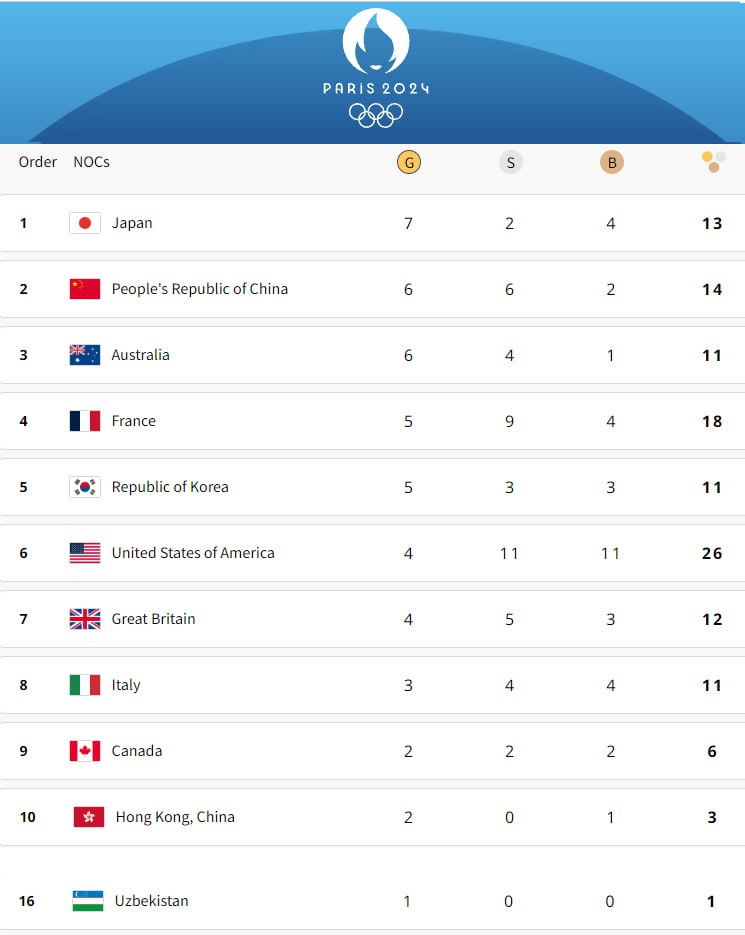 PARIS 2024
Order NOCs G S B
1 Japan 7 2 4 13
2 People's Republic of China 6 6 2 14
3 Australia 6 4 1 11
4 France 5 9 4 18
5 Republic of Korea 5 3 3 11
6 United States of America 4 11 11 26
7 Great Britain 4 5 3 12
8 Italy 3 4 4 11
9 Canada 2 2 2 6
10 Hong Kong, China 2 0 1 3
16 Uzbekistan 1 0 0 1